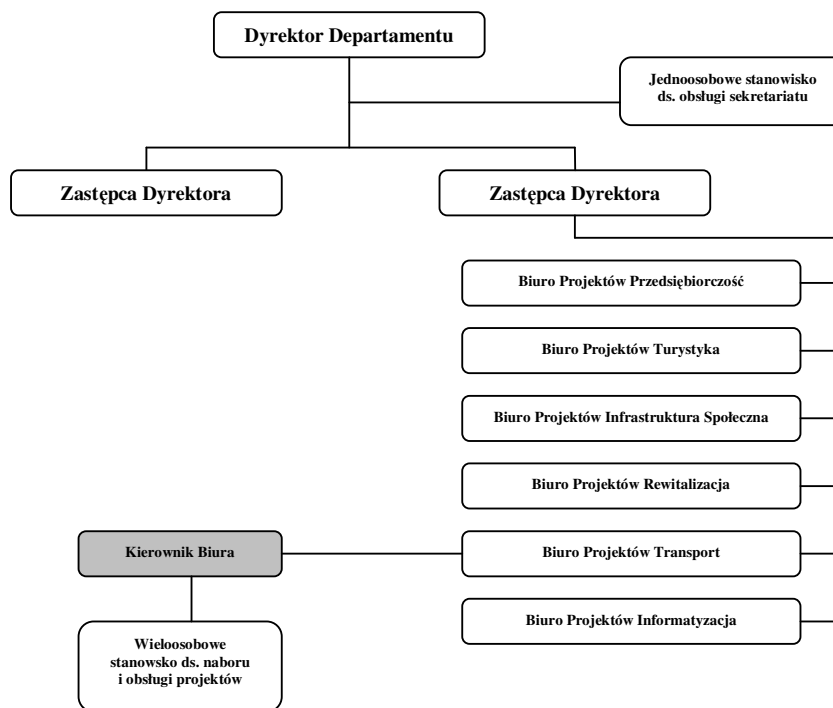 Dyrektor Departamentu
Jednoosobowe stanowisko
ds. obsługi sekretariatu
Zastępca Dyrektora
Zastępca Dyrektora
Biuro Projektów Przedsiębiorczość
Biuro Projektów Turystyka
Biuro Projektów Infrastruktura Społeczna
Biuro Projektów Rewitalizacja
Kierownik Biura
Biuro Projektów Transport
Biuro Projektów Informatyzacja
Wieloosobowe
stanowsko ds. naboru
i obsługi projektów